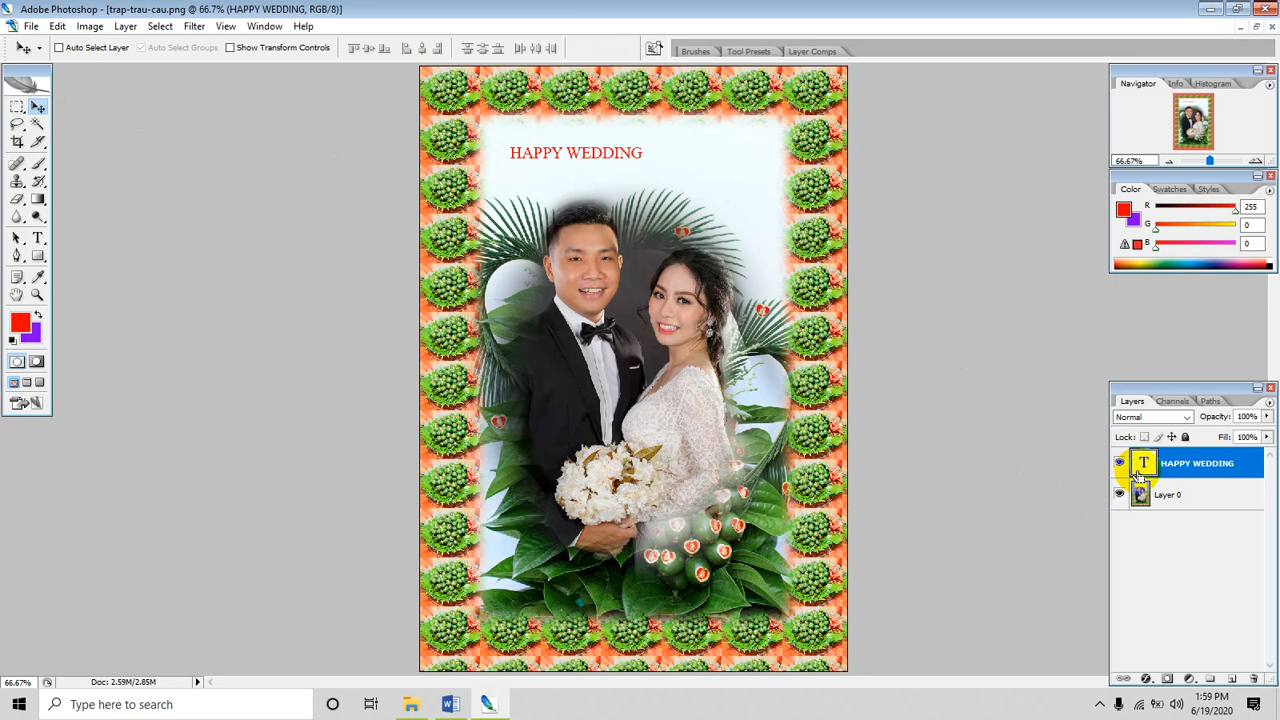 Adobe Photoshop - [trap-trau-cau.png @ 66.7% (HAPPY WEDDING, RGB/8)]
File Edit Image Layer Select Filter View Window Help
Auto Select Layer Auto Select Groups Show Transform Controls Brushes Tool Presets Layer Comps
Navigator Info Histogram
HAPPY WEDDING
66.67%
Color Swatches Styles
R 255
G 0
B 0
T
Layers Channels Paths
Normal Opacity: 100%
Lock: Fill: 100%
T HAPPY WEDDING
Layer 0
66.67% Doc: 2.59M/2.85M
Type here to search
1:59 PM
6/19/2020